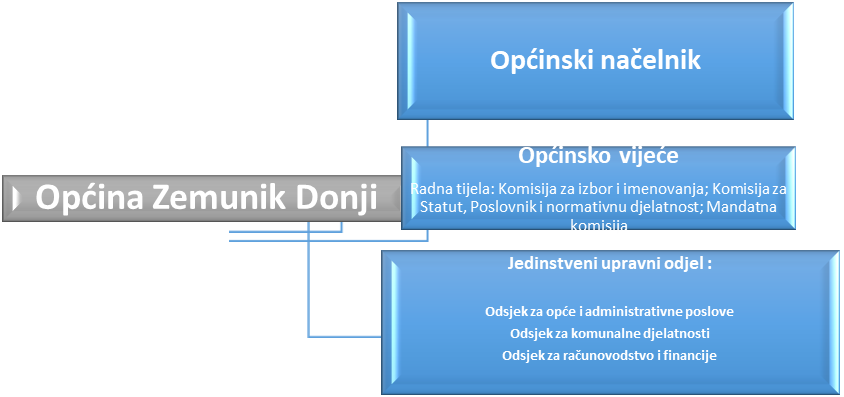 Općinski načelnik
Općina Zemunik Donji
Općinsko vijeće
Radna tijela: Komisija za izbor i imenovanja; Komisija za
Statut, Poslovnik i normativnu djelatnost; Mandatna
komisija
Jedinstveni upravni odjel :
Odsjek za opće i administrativne poslove
Odsjek za komunalne djelatnosti
Odsjek za računovodstvo i financije